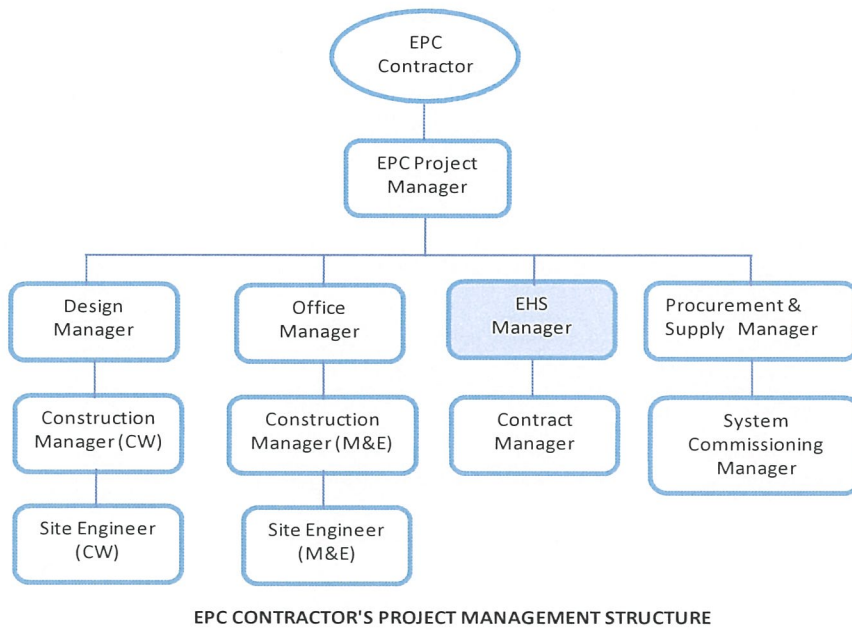 EPC
Contractor
EPC Project
Manager
Design
Manager
Office
Manager
EHS
Manager
Procurement &
Supply Manager
Construction
Manager (CW)
Construction
Manager (M&E)
Contract
Manager
System
Commissioning
Manager
Site Engineer
(CW)
Site Engineer
(M&E)
EPC CONTRACTOR'S PROJECT MANAGEMENT STRUCTURE